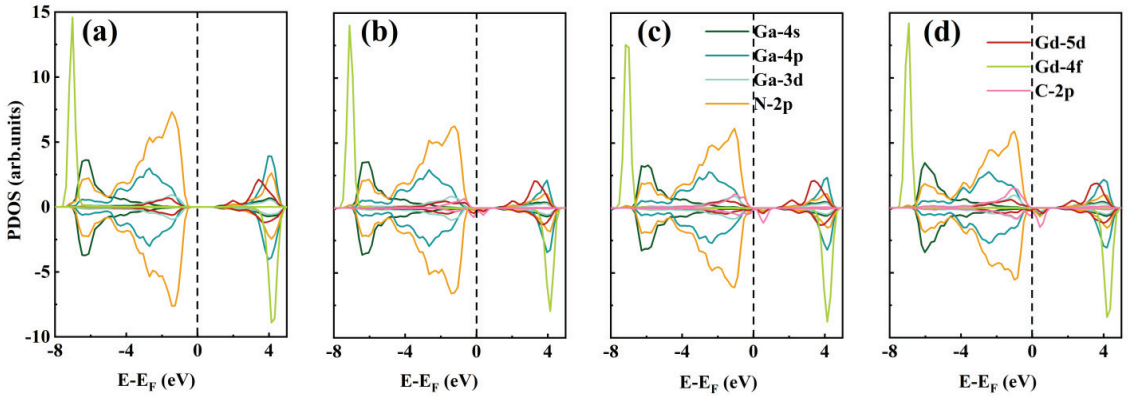 (a)
(b)
(c)
(d)
Ga-4s
Ga-4p
Ga-3d
N-2p
Gd-5d
Gd-4f
C-2p
PDOS (arb.units)
15
10
5
0
-5
-10
-8 -4 0 4
-8 -4 0 4
-8 -4 0 4
-8 -4 0 4
E-EF (eV)
E-EF (eV)
E-EF (eV)
E-EF (eV)